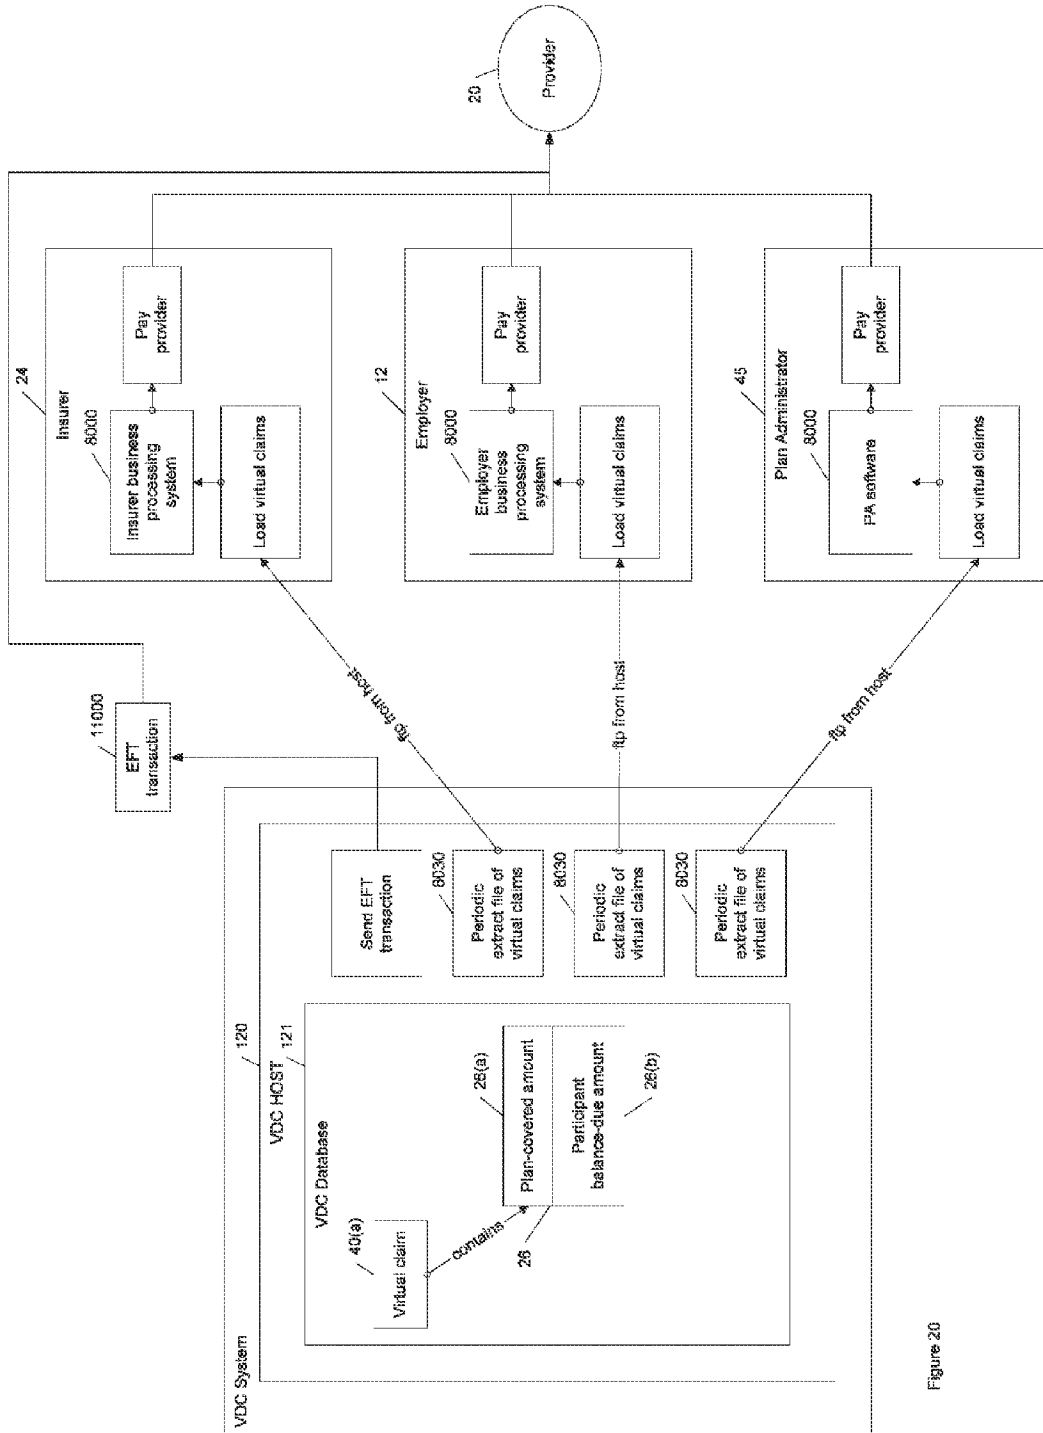 VDC System
120
VDC HOST
121
VDC Database
40(a)
Virtual claim
contains
26(a)
Plan-covered amount
26
Participant
balance-due amount
26(b)
Send EFT
transaction
8030
Periodic
extract file of
virtual claims
8030
Periodic
extract file of
virtual claims
8030
Periodic
extract file of
virtual claims
11000
EFT
transaction
ftp from host
ftp from host
ftp from host
24
Insurer
8000
Insurer business
processing
system
Load virtual claims
Pay
provider
12
Employer
8000
Employer
business
processing
system
Load virtual claims
Pay
provider
45
Plan Administrator
8000
PA software
Load virtual claims
Pay
provider
20
Provider
Figure 20